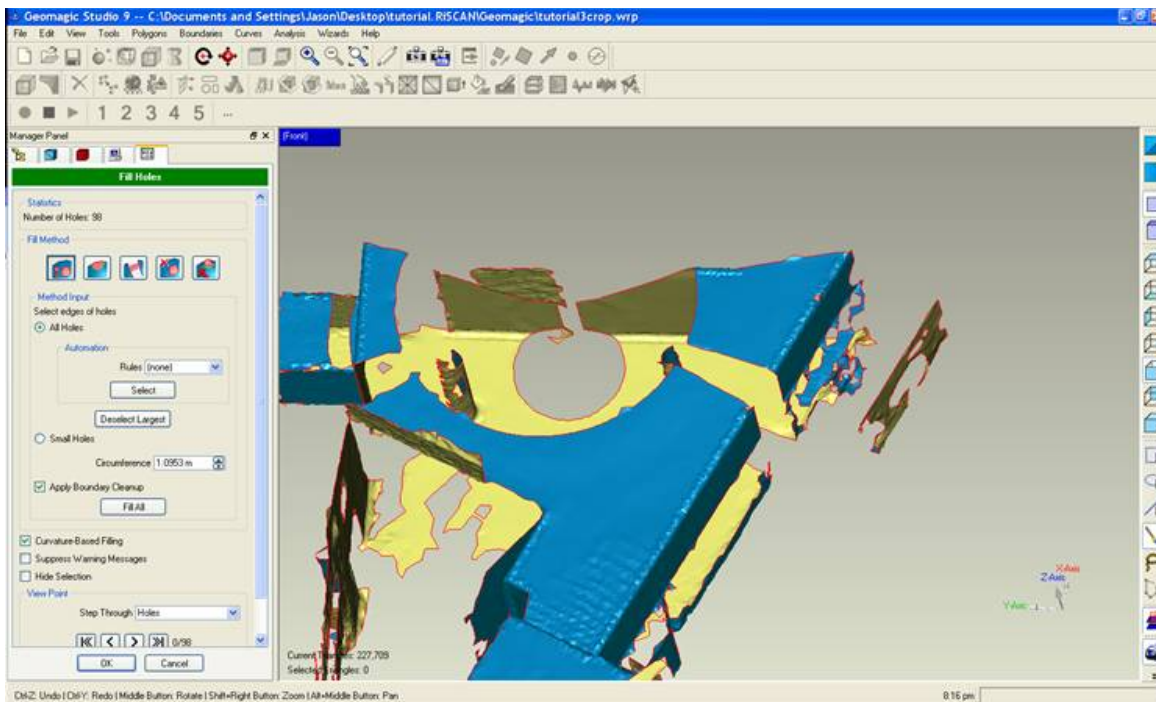 Geomagic Studio 9 -- C:\Documents and Settings\Jason\Desktop\tutorial.RiSCAN\Geomagic\tutorial3crop.wrp
File Edit View Tools Polygons Boundaries Curves Analysis Wizards Help
1 2 3 4 5 ...
Manager Panel
(Front)
Fill Holes
Statistics
Number of Holes: 98
Fill Method
Method Input
Select edges of holes
All Holes
Automation
Rules (none)
Select
Deselect Largest
Small Holes
Circumference 1.0953 m
Apply Boundary Cleanup
Fill All
Curvature-Based Filling
Suppress Warning Messages
Hide Selection
View Point
Step Through Holes
0/98
OK Cancel
Current Triangles: 227,709
Selected Triangles: 0
X-Axis
Z-Axis
Y-Axis
Ctrl-Z: Undo | Ctrl-Y: Redo | Middle Button: Rotate | Shift+Right Button: Zoom | Alt+Middle Button: Pan
8:16 pm